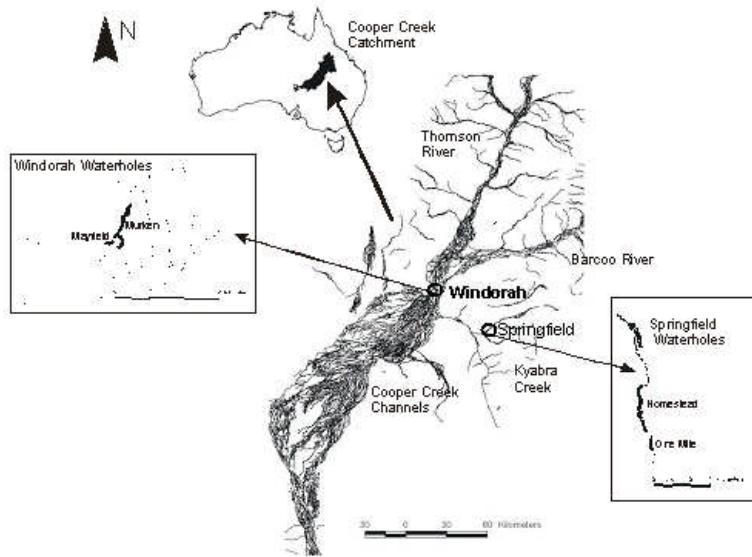 N
Cooper Creek
Catchment
Thomson
River
Windorah Waterholes
Murken
Mayfield
Barcoo River
Windorah
Springfield
Springfield
Waterholes
Kyabra
Creek
Cooper Creek
Channels
Homestead
One Mile
30 0 30 60 Kilometers